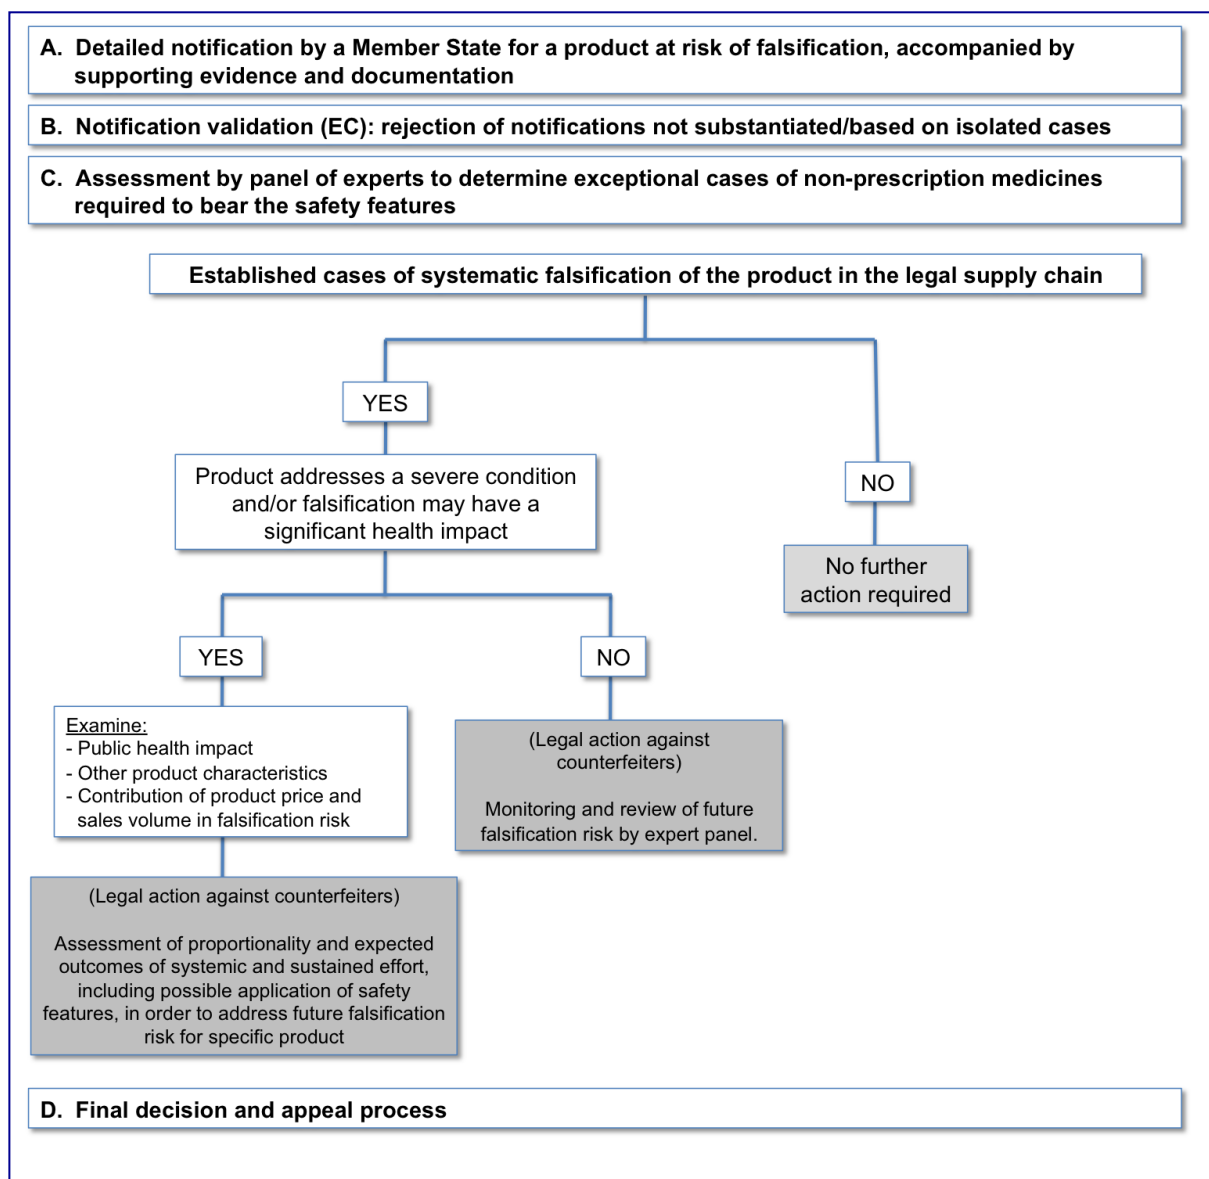 A. Detailed notification by a Member State for a product at risk of falsification, accompanied by
supporting evidence and documentation
B. Notification validation (EC): rejection of notifications not substantiated/based on isolated cases
C. Assessment by panel of experts to determine exceptional cases of non-prescription medicines
required to bear the safety features
Established cases of systematic falsification of the product in the legal supply chain
YES
Product addresses a severe condition
and/or falsification may have a
significant health impact
NO
No further
action required
YES
NO
Examine:
- Public health impact
- Other product characteristics
- Contribution of product price and
sales volume in falsification risk
(Legal action against
counterfeiters)
Monitoring and review of future
falsification risk by expert panel.
(Legal action against counterfeiters)
Assessment of proportionality and expected
outcomes of systemic and sustained effort,
including possible application of safety
features, in order to address future falsification
risk for specific product
D. Final decision and appeal process